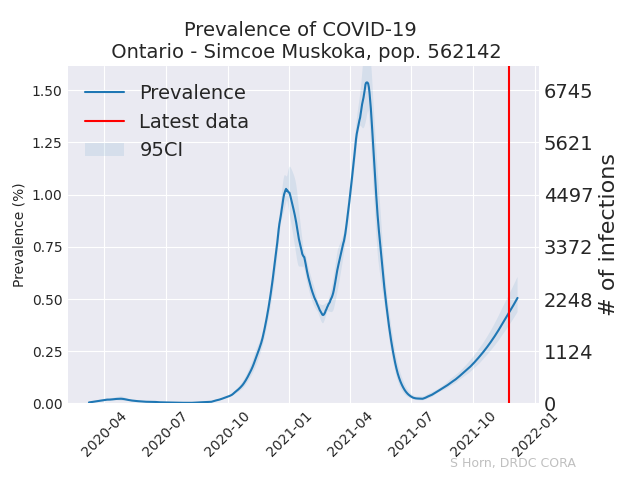 Prevalence of COVID-19
Ontario - Simcoe Muskoka, pop. 562142
Prevalence
Latest data
95CI
Prevalence (%)
1.50
1.25
1.00
0.75
0.50
0.25
0.00
6745
5621
4497
3372
2248
1124
0
# of infections
2020-04
2020-07
2020-10
2021-01
2021-04
2021-07
2021-10
2022-01
S Horn, DRDC CORA